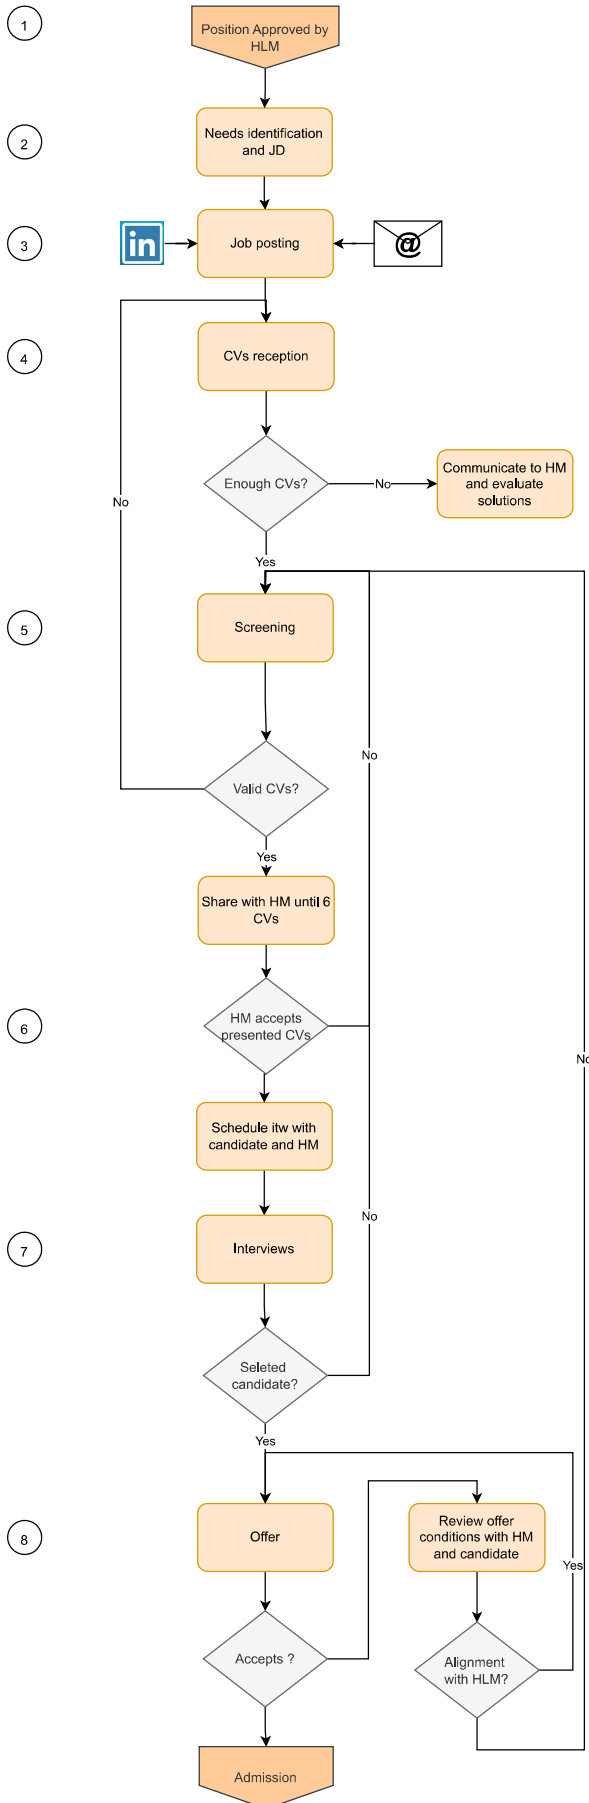 1
Position Approved by
HLM
2
Needs identification
and JD
3
in
Job posting
@
4
CVs reception
Enough CVs?
No
Communicate to HM
and evaluate
solutions
No
Yes
5
Screening
No
Valid CVs?
Yes
Share with HM until 6
CVs
6
HM accepts
presented CVs
No
Schedule itw with
candidate and HM
No
7
Interviews
Seleted
candidate?
Yes
8
Offer
Review offer
conditions with HM
and candidate
Yes
Accepts ?
Alignment
with HLM?
Admission